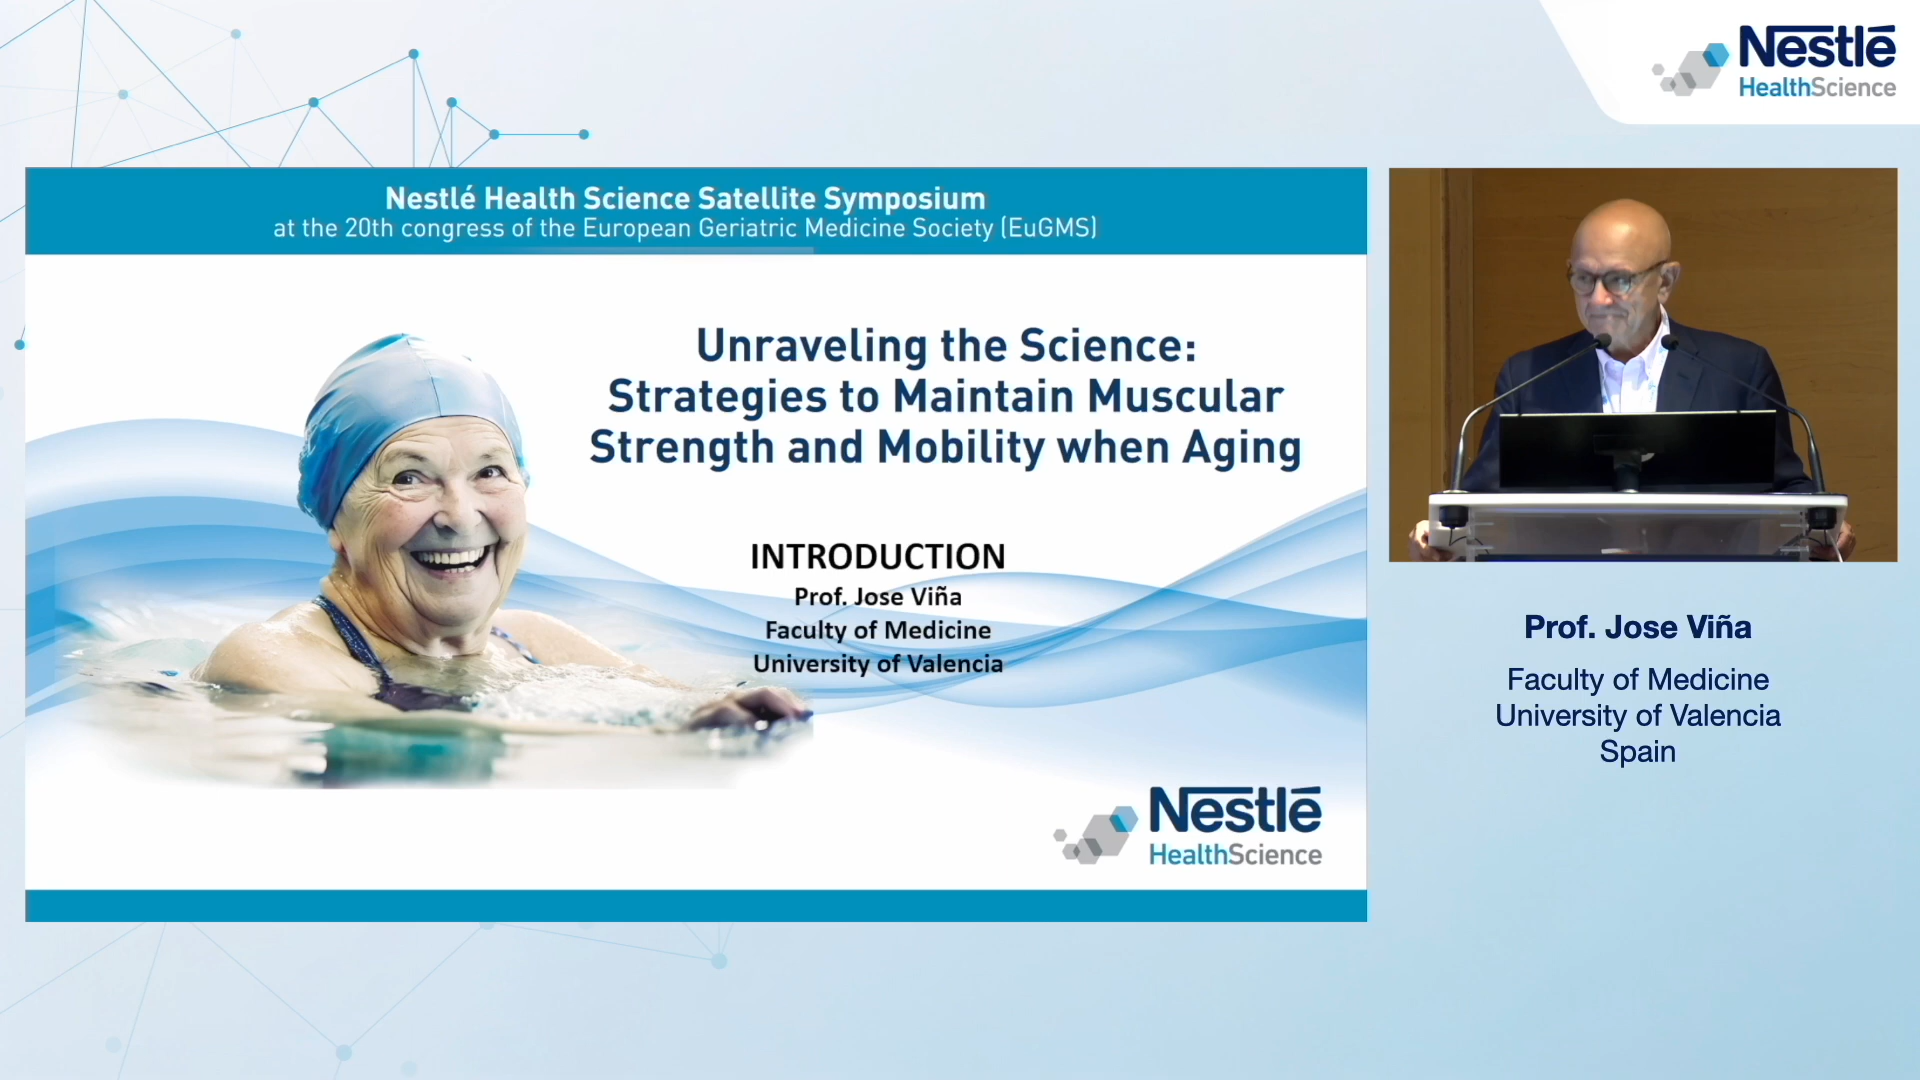 Nestlé
HealthScience
Nestlé Health Science Satellite Symposium
at the 20th congress of the European Geriatric Medicine Society (EuGMS)
Unraveling the Science:
Strategies to Maintain Muscular
Strength and Mobility when Aging
INTRODUCTION
Prof. Jose Viña
Faculty of Medicine
University of Valencia
Nestlé
HealthScience
Prof. Jose Viña
Faculty of Medicine
University of Valencia
Spain